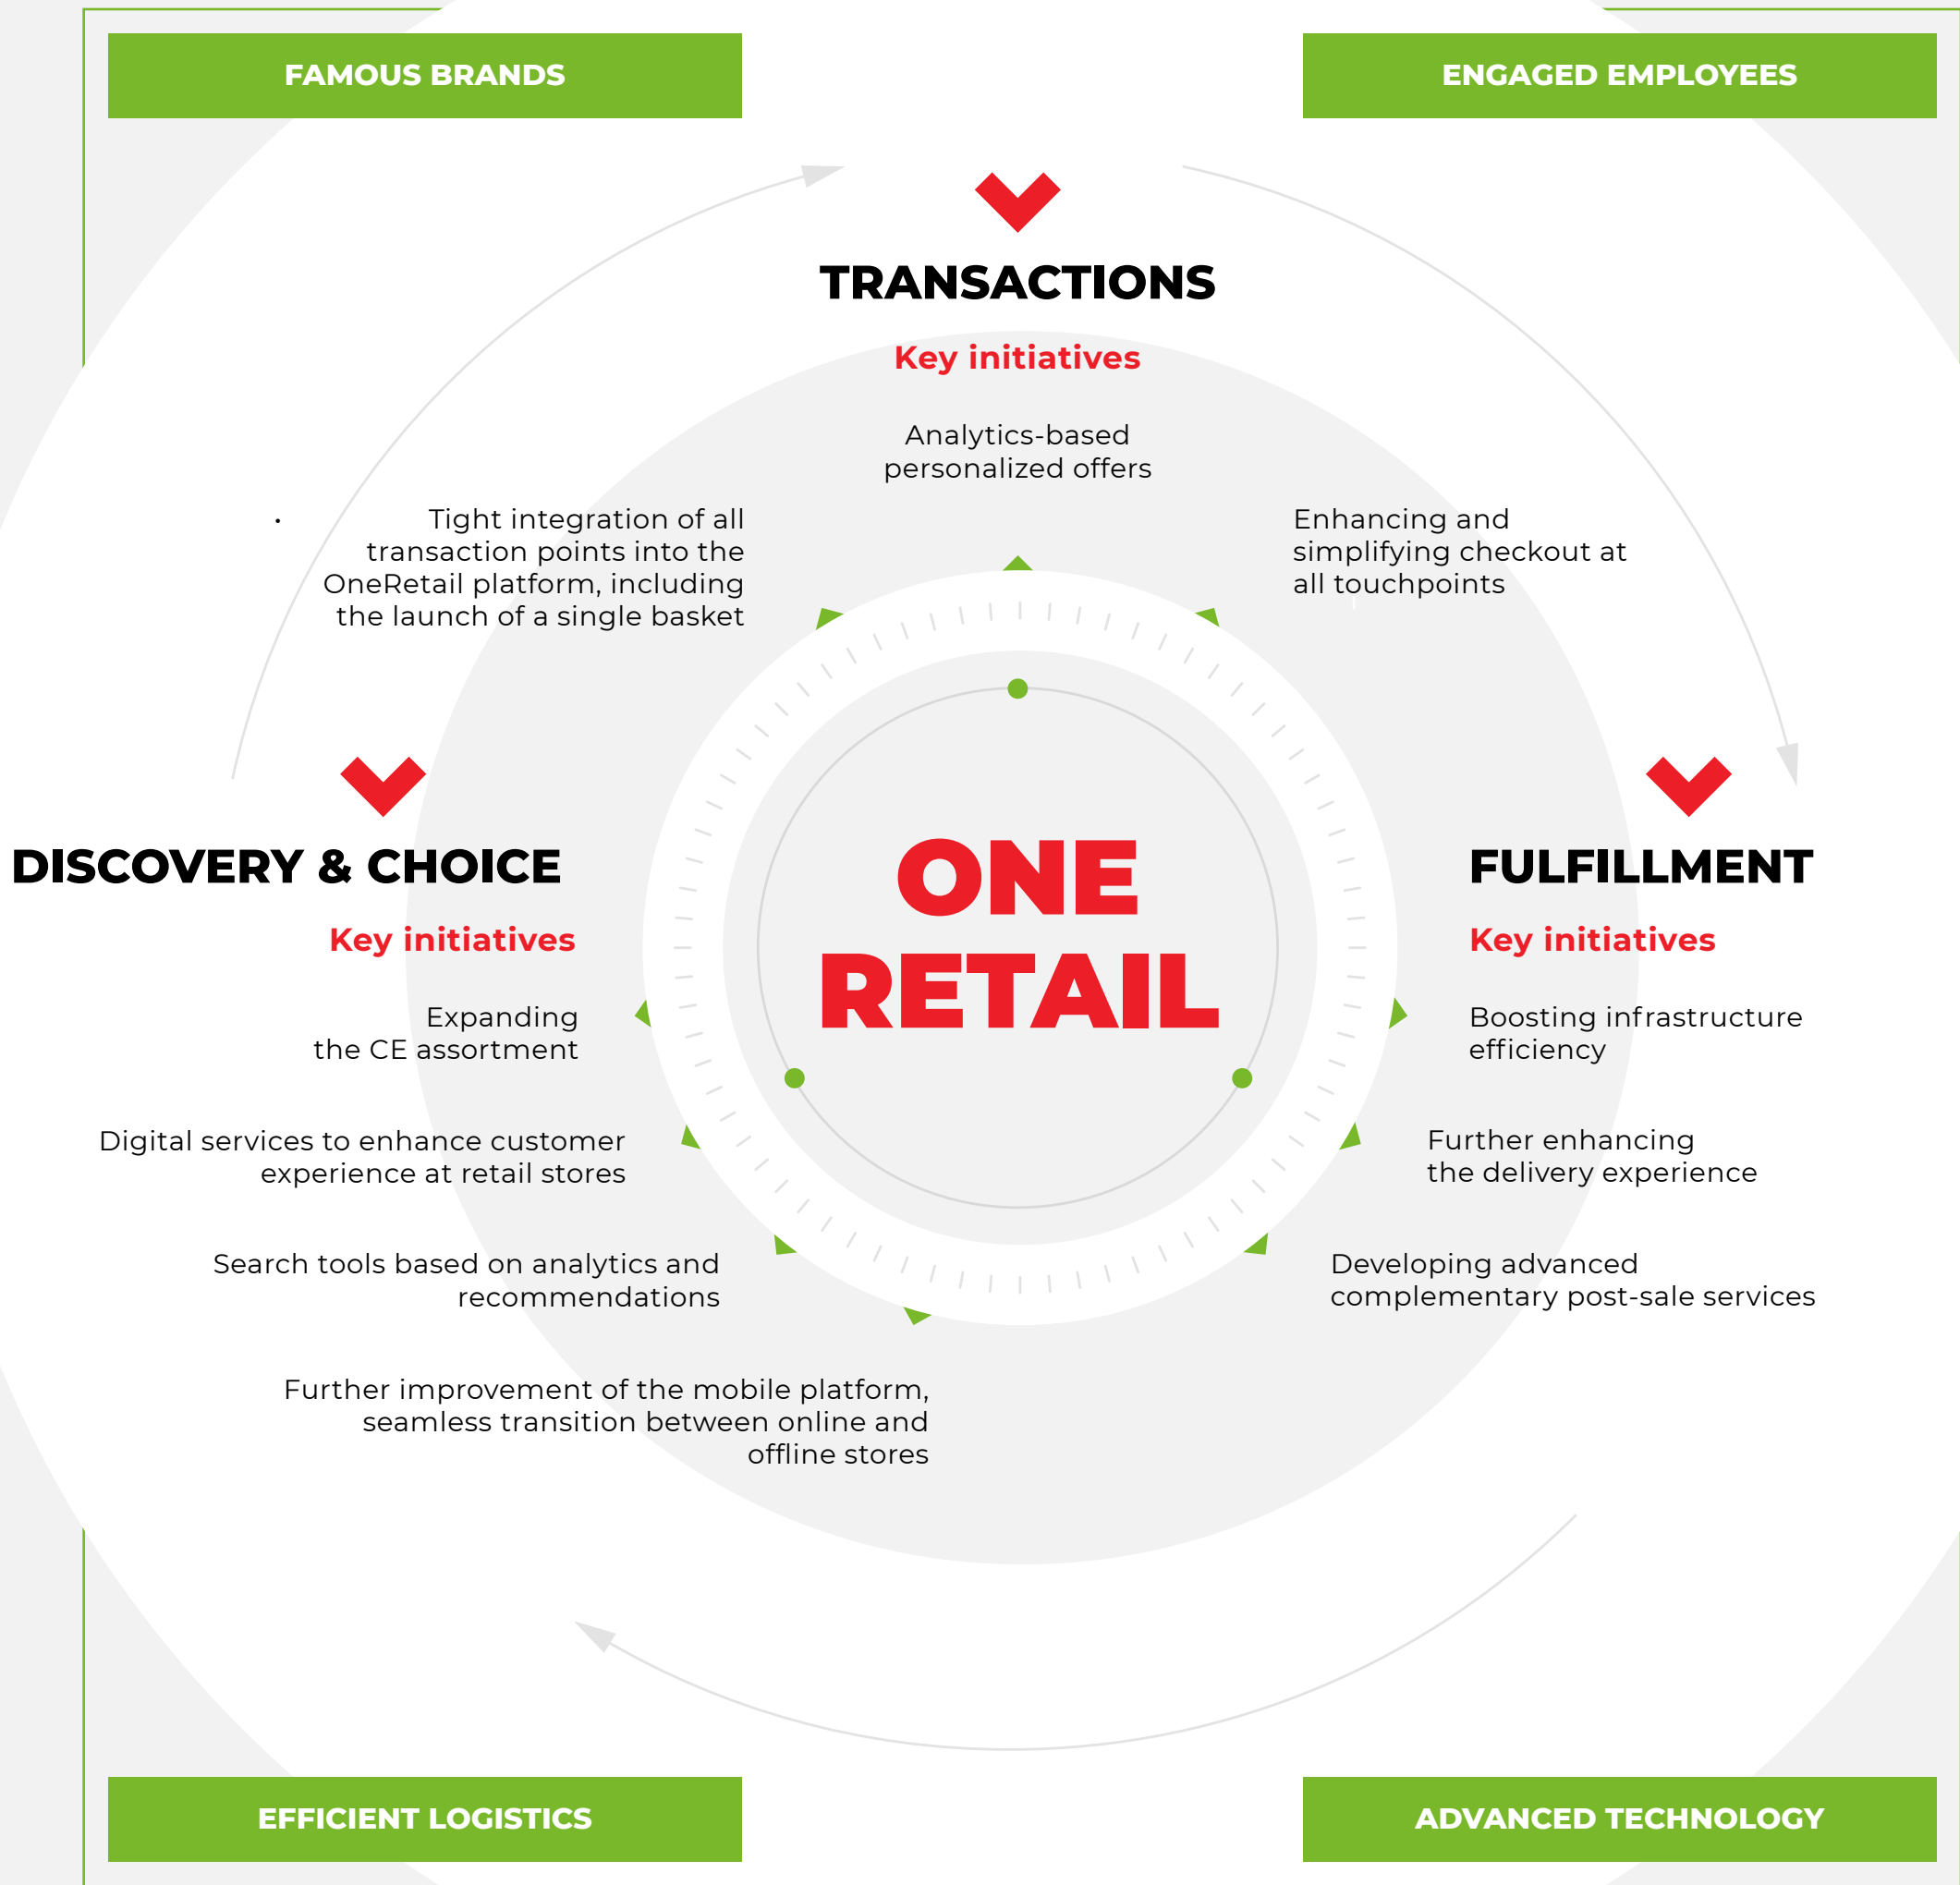 FAMOUS BRANDS
ENGAGED EMPLOYEES
TRANSACTIONS
Key initiatives
Analytics-based
personalized offers
• Tight integration of all
transaction points into the
OneRetail platform, including
the launch of a single basket
Enhancing and
simplifying checkout at
all touchpoints
DISCOVERY & CHOICE
Key initiatives
Expanding
the CE assortment
Digital services to enhance customer
experience at retail stores
Search tools based on analytics and
recommendations
Further improvement of the mobile platform,
seamless transition between online and
offline stores
ONE
RETAIL
FULFILLMENT
Key initiatives
Boosting infrastructure
efficiency
Further enhancing
the delivery experience
Developing advanced
complementary post-sale services
EFFICIENT LOGISTICS
ADVANCED TECHNOLOGY